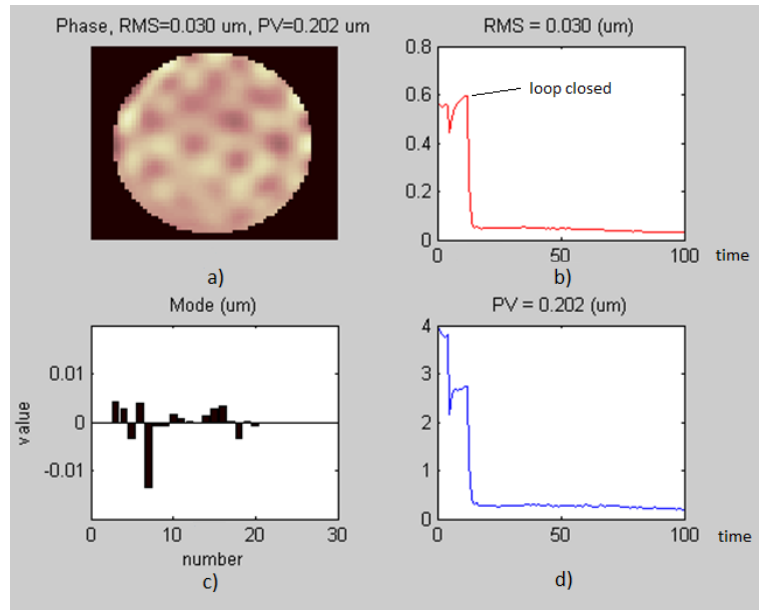 Phase, RMS=0.030 um, PV=0.202 um
a)
RMS = 0.030 (um)
0.8
0.6
0.4
0.2
0
loop closed
0
50
100
time
b)
Mode (um)
0.01
0
-0.01
value
0
10
20
30
number
c)
PV = 0.202 (um)
4
3
2
1
0
0
50
100
time
d)